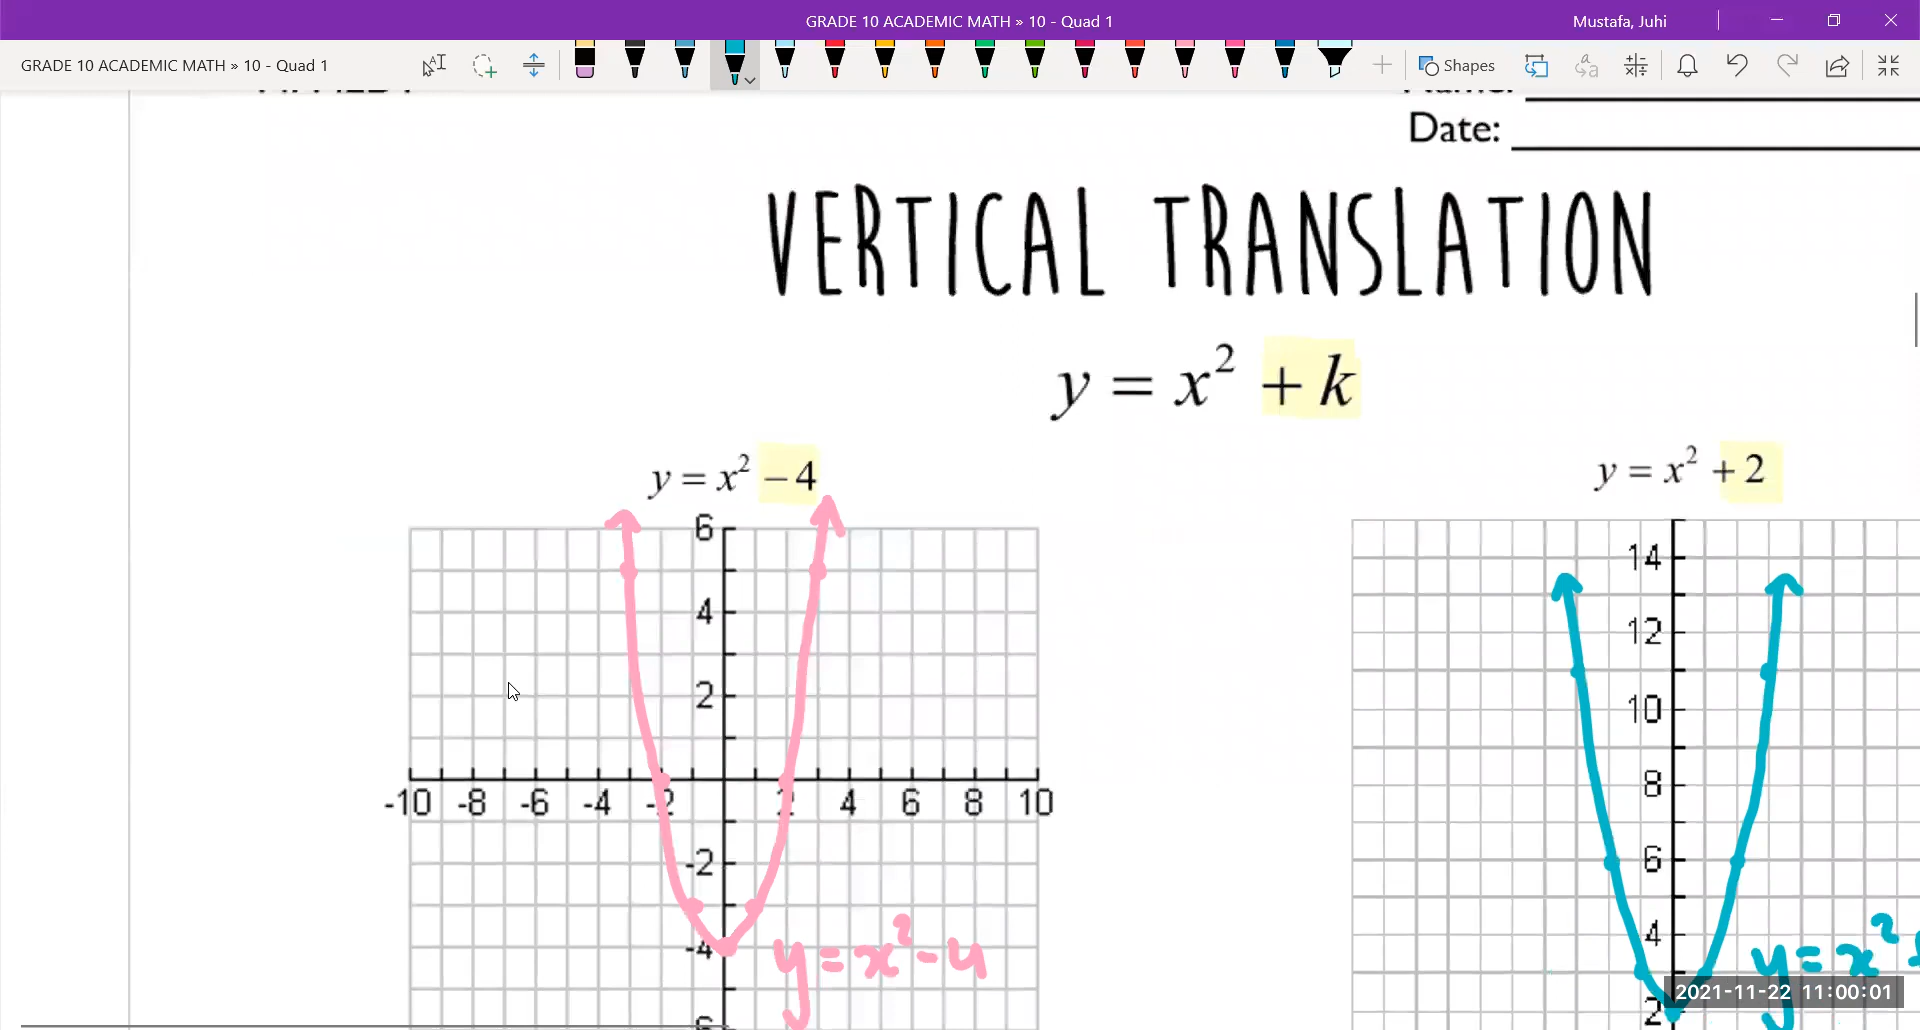 GRADE 10 ACADEMIC MATH » 10 - Quad 1
Mustafa, Juhi
GRADE 10 ACADEMIC MATH » 10 - Quad 1
Shapes
Date:
VERTICAL TRANSLATION
y = x² + k
y = x² − 4
y = x² + 2
6
4
2
-10 -8 -6 -4 -2 2 4 6 8 10
-2
-4
y = x² - 4
14
12
10
8
6
4
2
y = x²
2021-11-22 11:00:01